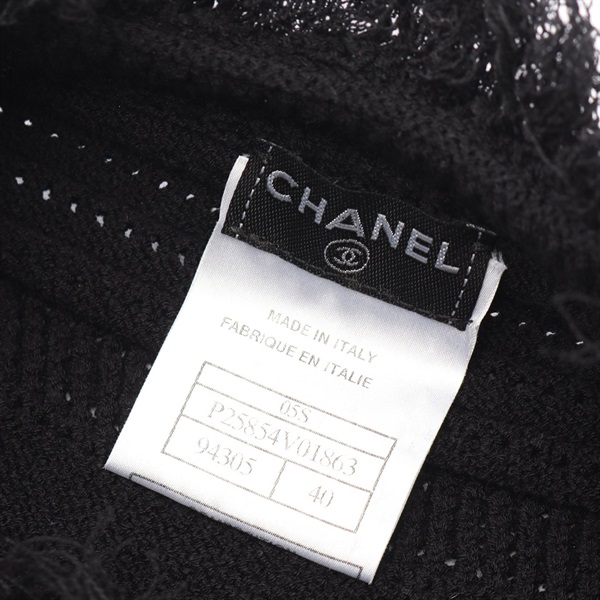 CHANEL
MADE IN ITALY
FABRIQUE EN ITALIE
05S
P25854V01863
94305 40